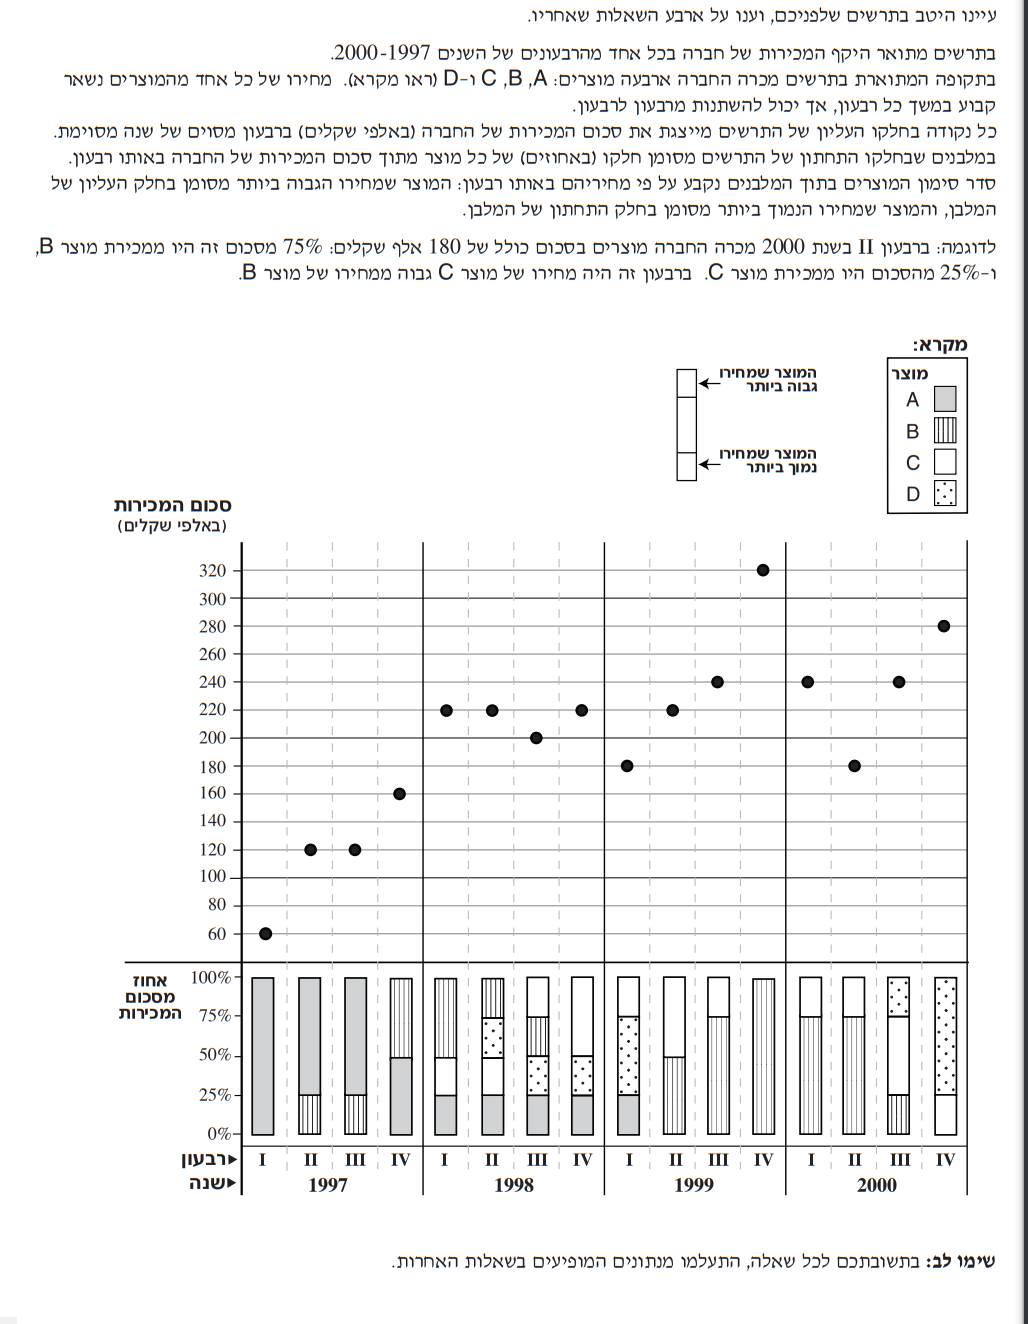 עיינו היטב בתרשים שלפניכם, וענו על ארבע השאלות שאחריו.
בתרשים מתואר היקף המכירות של חברה בכל אחד מהרבעונים של השנים 2000-1997.
בתקופה המתוארת בתרשים מכרה החברה ארבעה מוצרים: A, B, C ו-D (ראו מקרא). מחירו של כל אחד מהמוצרים נשאר
קבוע במשך כל רבעון, אך יכול להשתנות מרבעון לרבעון.
כל נקודה בחלקו העליון של התרשים מייצגת את סכום המכירות של החברה (באלפי שקלים) ברבעון מסוים של שנה מסוימת.
במלבנים שבחלקו התחתון של התרשים מסומן חלקו (באחוזים) של כל מוצר מתוך סכום המכירות של החברה באותו רבעון.
סדר סימון המוצרים בתוך המלבנים נקבע על פי מחיריהם באותו רבעון: המוצר שמחירו הגבוה ביותר מסומן בחלק העליון של
המלבן, והמוצר שמחירו הנמוך ביותר מסומן בחלק התחתון של המלבן.
לדוגמה: ברבעון II בשנת 2000 מכרה החברה מוצרים בסכום כולל של 180 אלף שקלים: 75% מסכום זה היו ממכירת מוצר B,
ו-25% מהסכום היו ממכירת מוצר C. ברבעון זה היה מחירו של מוצר C גבוה ממחירו של מוצר B.
מקרא:
מוצר
A
B
C
D
המוצר שמחירו
גבוה ביותר
המוצר שמחירו
נמוך ביותר
סכום המכירות
(באלפי שקלים)
320
300
280
260
240
220
200
180
160
140
120
100
80
60
אחוז
מסכום
המכירות
100%
75%
50%
25%
0%
רבעון I II III IV I II III IV I II III IV I II III IV
שנה 1997 1998 1999 2000
שימו לב: בתשובתכם לכל שאלה, התעלמו מנתונים המופיעים בשאלות האחרות.